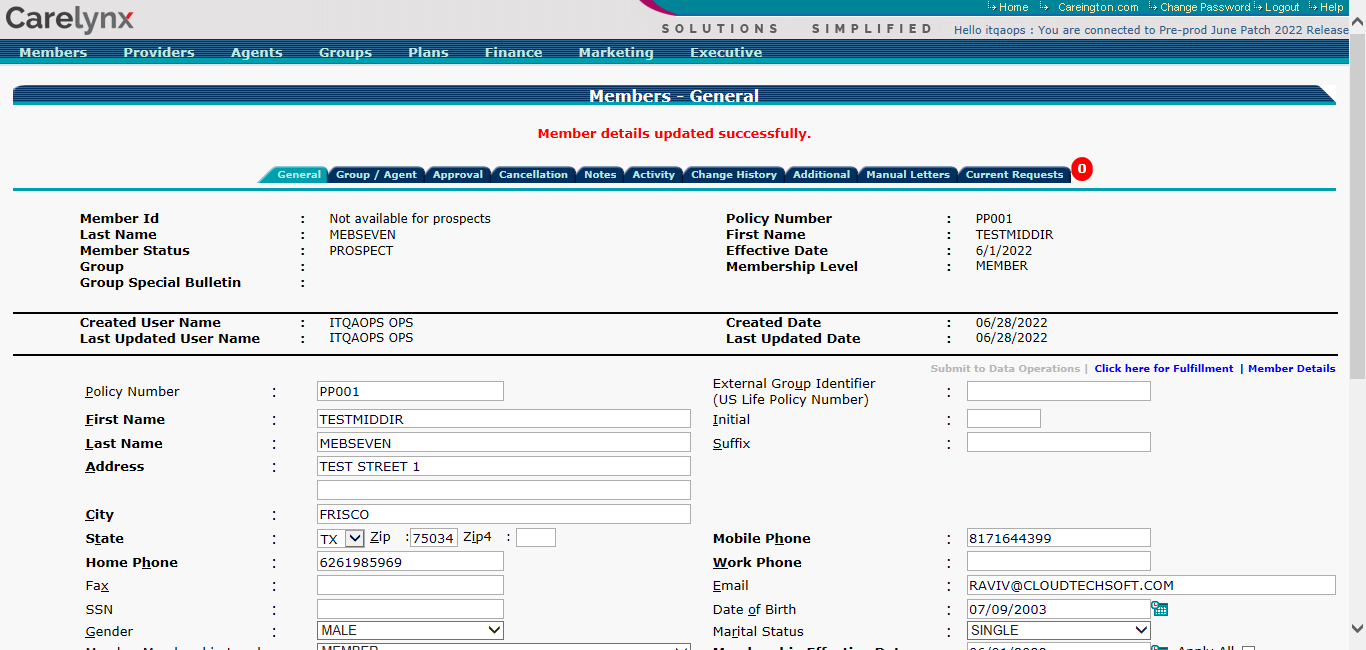 Carelynx
Home Careington.com Change Password Logout Help
SOLUTIONS SIMPLIFIED
Hello itqaops : You are connected to Pre-prod June Patch 2022 Release
Members Providers Agents Groups Plans Finance Marketing Executive
Members - General
Member details updated successfully.
General Group / Agent Approval Cancellation Notes Activity Change History Additional Manual Letters Current Requests 0
Member Id : Not available for prospects Policy Number : PP001
Last Name : MEBSEVEN First Name : TESTMIDDIR
Member Status : PROSPECT Effective Date : 6/1/2022
Group : Membership Level : MEMBER
Group Special Bulletin :
Created User Name : ITQAOPS OPS Created Date : 06/28/2022
Last Updated User Name : ITQAOPS OPS Last Updated Date : 06/28/2022
Submit to Data Operations | Click here for Fulfillment | Member Details
Policy Number : PP001 External Group Identifier
(US Life Policy Number) :
First Name : TESTMIDDIR Initial :
Last Name : MEBSEVEN Suffix :
Address : TEST STREET 1
City : FRISCO
State : TX Zip : 75034 Zip4 : Mobile Phone : 8171644399
Home Phone : 6261985969 Work Phone :
Fax : Email : RAVIV@CLOUDTECHSOFT.COM
SSN : Date of Birth : 07/09/2003
Gender : MALE Marital Status : SINGLE
MEMBER Membership Effective Date 06/01/2022 Apply All